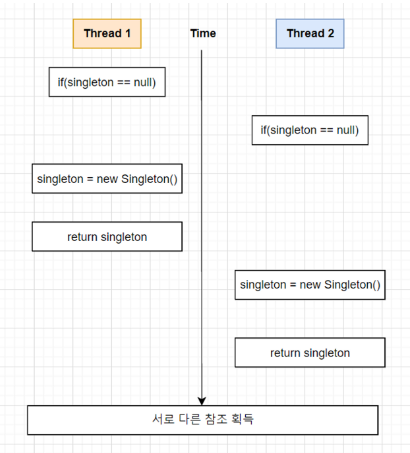 Thread 1
Time
Thread 2
if(singleton == null)
if(singleton == null)
singleton = new Singleton()
return singleton
singleton = new Singleton()
return singleton
서로 다른 참조 획득